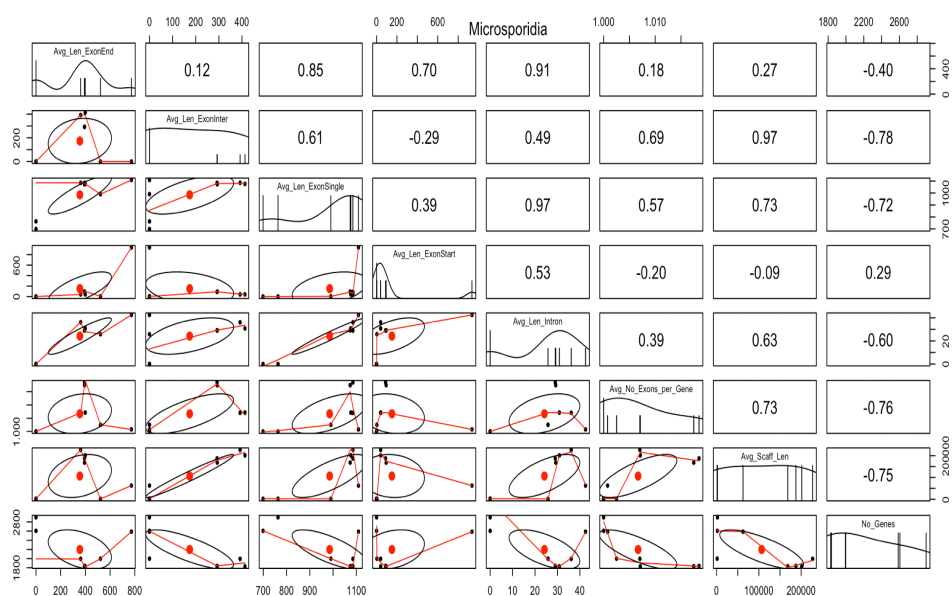 0 100 200 300 400 0 200 600 1.000 1.010 1800 2200 2600
Microsporidia
Avg_Len_ExonEnd 0.12 0.85 0.70 0.91 0.18 0.27 -0.40 0 400
0 200 Avg_Len_ExonInter 0.61 -0.29 0.49 0.69 0.97 -0.78
Avg_Len_ExonSingle 0.39 0.97 0.57 0.73 -0.72 700 1000
0 600 Avg_Len_ExonStart 0.53 -0.20 -0.09 0.29
Avg_Len_Intron 0.39 0.63 -0.60 0 20
1.000 Avg_No_Exons_per_Gene 0.73 -0.76
Avg_Scaff_Len -0.75 0 200000
1800 2800 No_Genes
0 200 400 600 800 700 800 900 1100 0 10 20 30 40 0 100000 200000